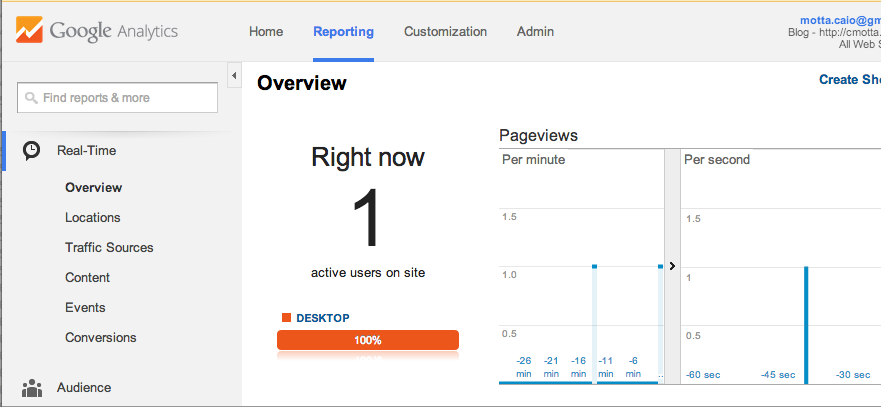 Google Analytics
Home Reporting Customization Admin
motta.caio@gm
Blog - http://cmotta.
All Web S
Find reports & more
Overview
Create Sho
Real-Time
Overview
Locations
Traffic Sources
Content
Events
Conversions
Audience
Right now
1
active users on site
DESKTOP
100%
Pageviews
Per minute
1.5
1.0
0.5
-26 min
-21 min
-16 min
-11 min
-6 min
..
Per second
1.5
1
0.5
-60 sec
-45 sec
-30 sec